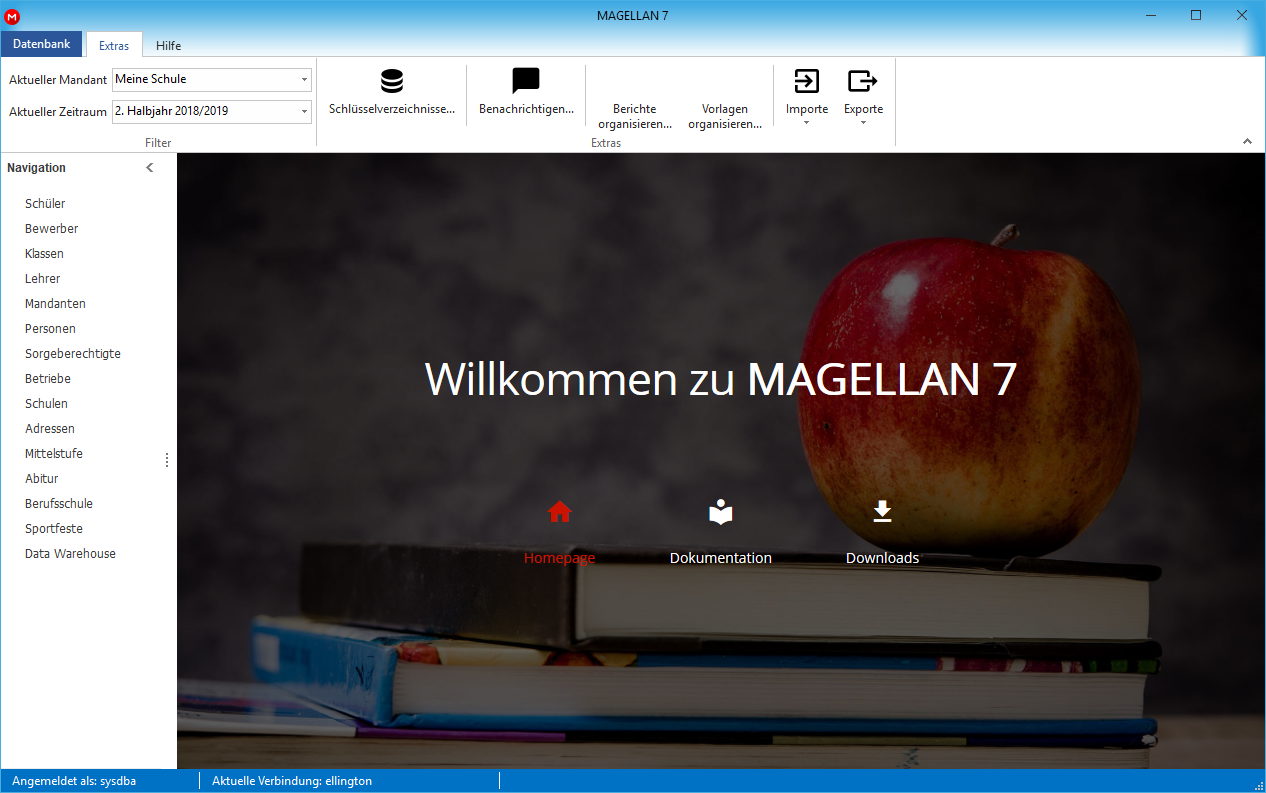 MAGELLAN 7
Datenbank
Extras
Hilfe
Aktueller Mandant Meine Schule
Aktueller Zeitraum 2. Halbjahr 2018/2019
Filter
Schlüsselverzeichnisse...
Benachrichtigen...
Berichte
organisieren...
Vorlagen
organisieren...
Importe
Exporte
Extras
Navigation
Schüler
Bewerber
Klassen
Lehrer
Mandanten
Personen
Sorgeberechtigte
Betriebe
Schulen
Adressen
Mittelstufe
Abitur
Berufsschule
Sportfeste
Data Warehouse
Willkommen zu MAGELLAN 7
Homepage
Dokumentation
Downloads
Angemeldet als: sysdba
Aktuelle Verbindung: ellington